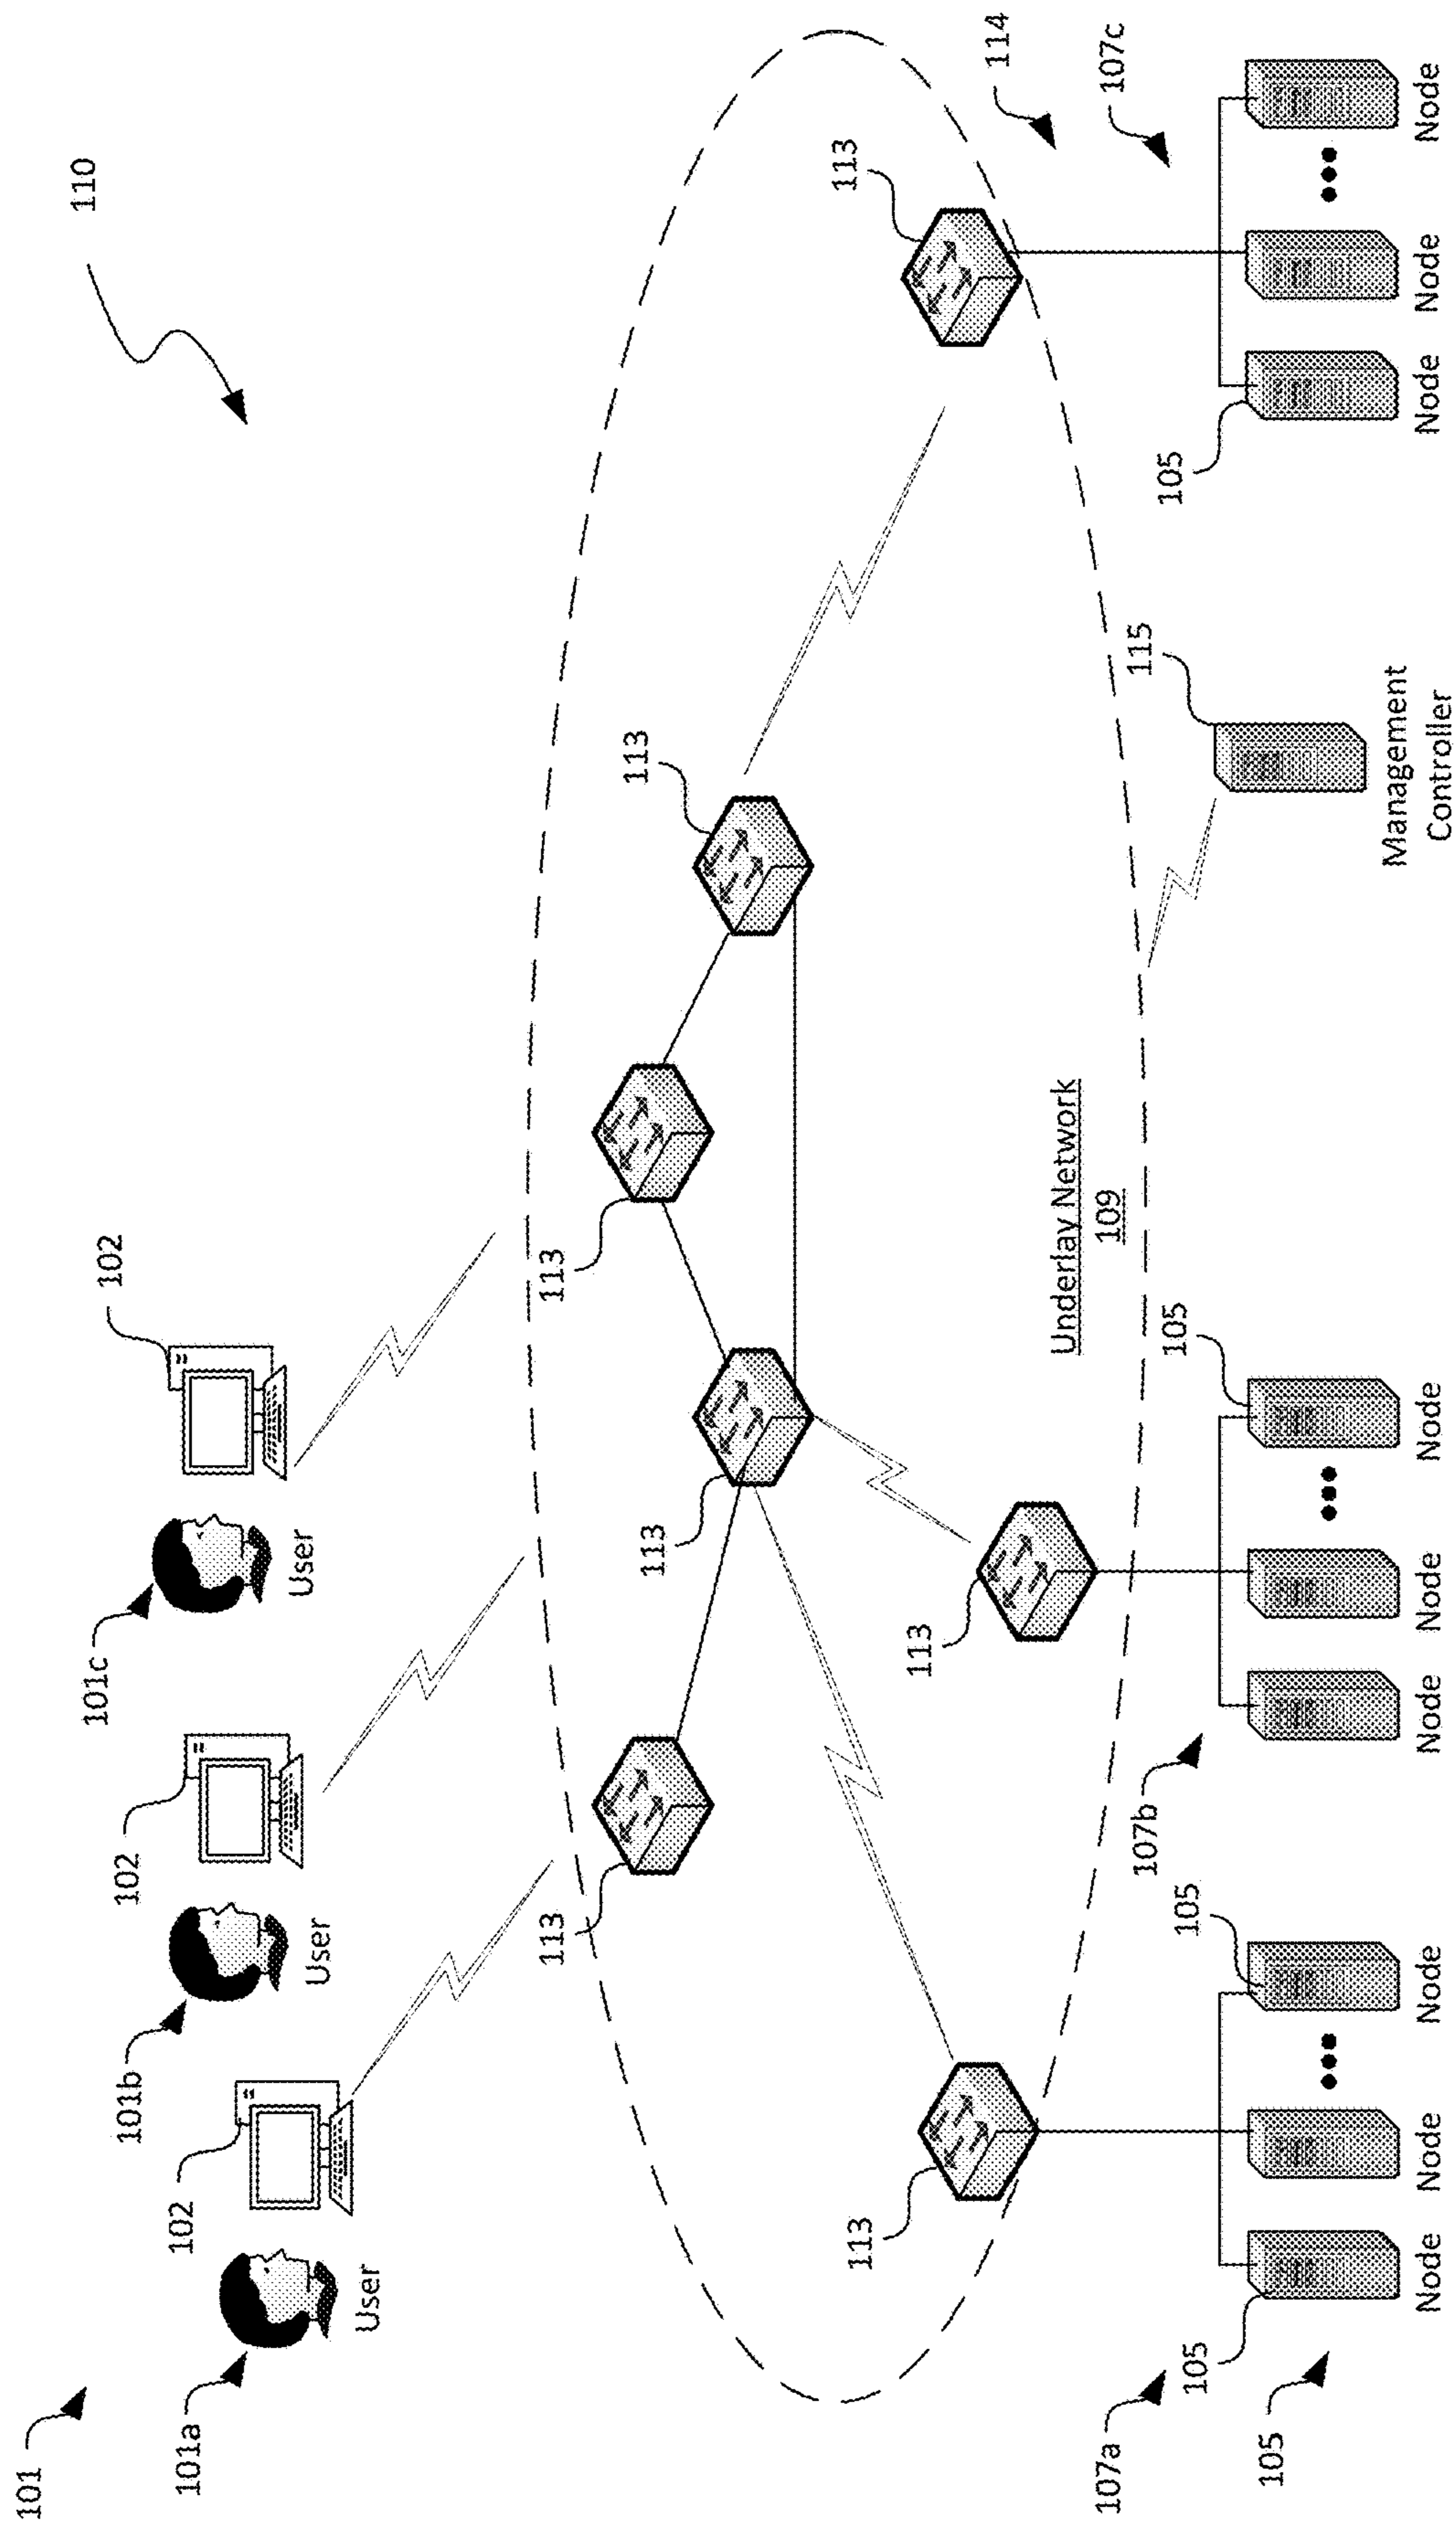 101
110
101a
User
102
101b
User
102
101c
User
102
113
113
113
113
113
113
113
Underlay Network
109
114
107a
107b
107c
105
105
105
105
105
115
Node
Node
Node
Node
Node
Node
Management
Controller
Node
Node
Node